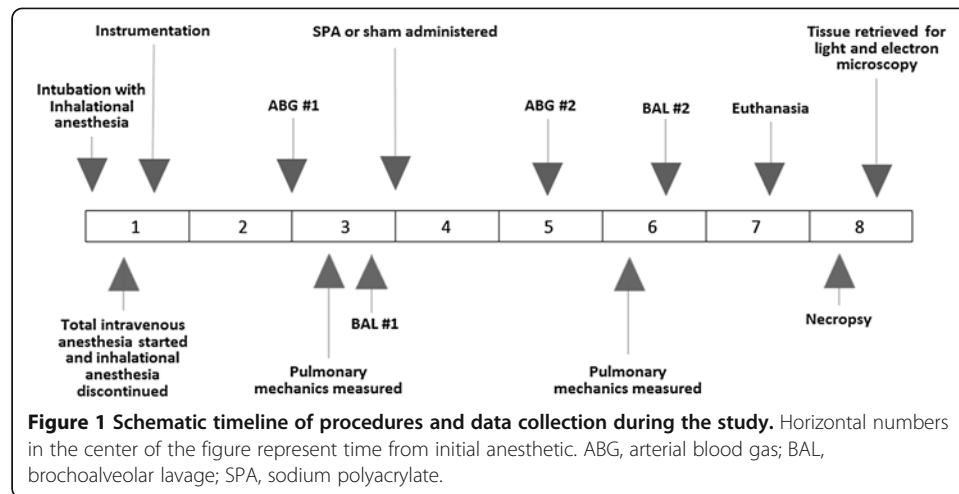 Instrumentation
SPA or sham administered
Tissue retrieved for
light and electron
microscopy
Intubation with
Inhalational
anesthesia
ABG #1
ABG #2
BAL #2
Euthanasia
1 2 3 4 5 6 7 8
Total intravenous
anesthesia started
and inhalational
anesthesia
discontinued
Pulmonary
mechanics measured
BAL #1
Pulmonary
mechanics measured
Necropsy
Figure 1 Schematic timeline of procedures and data collection during the study. Horizontal numbers
in the center of the figure represent time from initial anesthetic. ABG, arterial blood gas; BAL,
brochoalveolar lavage; SPA, sodium polyacrylate.